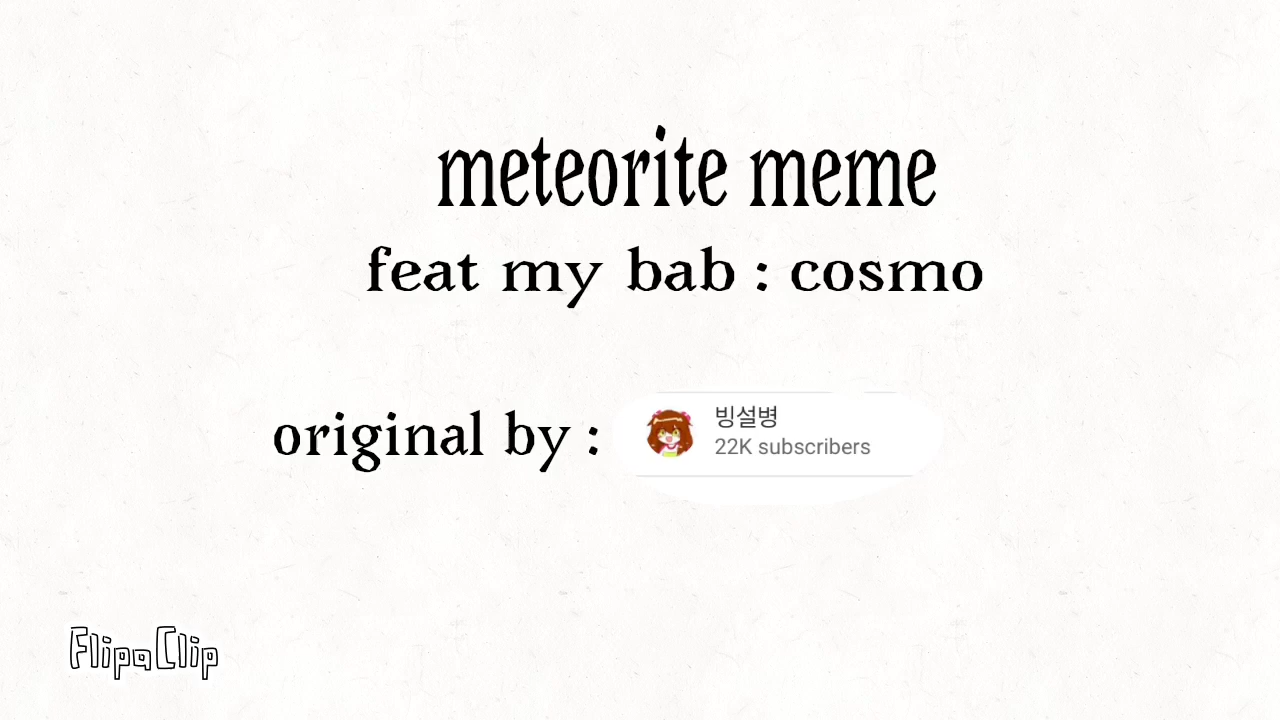 meteorite meme
feat my bab : cosmo
original by :
빙설병
22K subscribers
FlipaClip